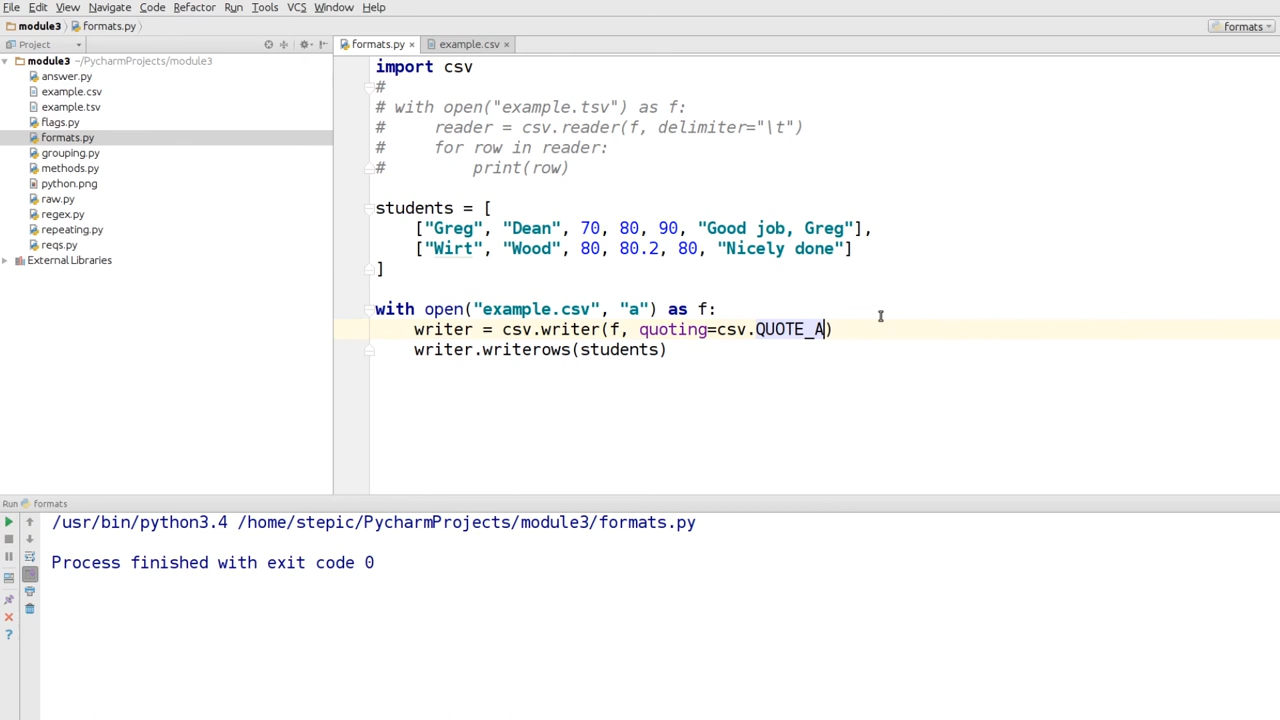 File Edit View Navigate Code Refactor Run Tools VCS Window Help
module3 formats.py formats
Project formats.py × example.csv ×
module3 ~/PycharmProjects/module3
answer.py
example.csv
example.tsv
flags.py
formats.py
grouping.py
methods.py
python.png
raw.py
regex.py
repeating.py
reqs.py
External Libraries
import csv
#
# with open("example.tsv") as f:
#     reader = csv.reader(f, delimiter="\t")
#     for row in reader:
#         print(row)
students = [
    ["Greg", "Dean", 70, 80, 90, "Good job, Greg"],
    ["Wirt", "Wood", 80, 80.2, 80, "Nicely done"]
]
with open("example.csv", "a") as f:
    writer = csv.writer(f, quoting=csv.QUOTE_A)
    writer.writerows(students)
Run formats
/usr/bin/python3.4 /home/stepic/PycharmProjects/module3/formats.py
Process finished with exit code 0